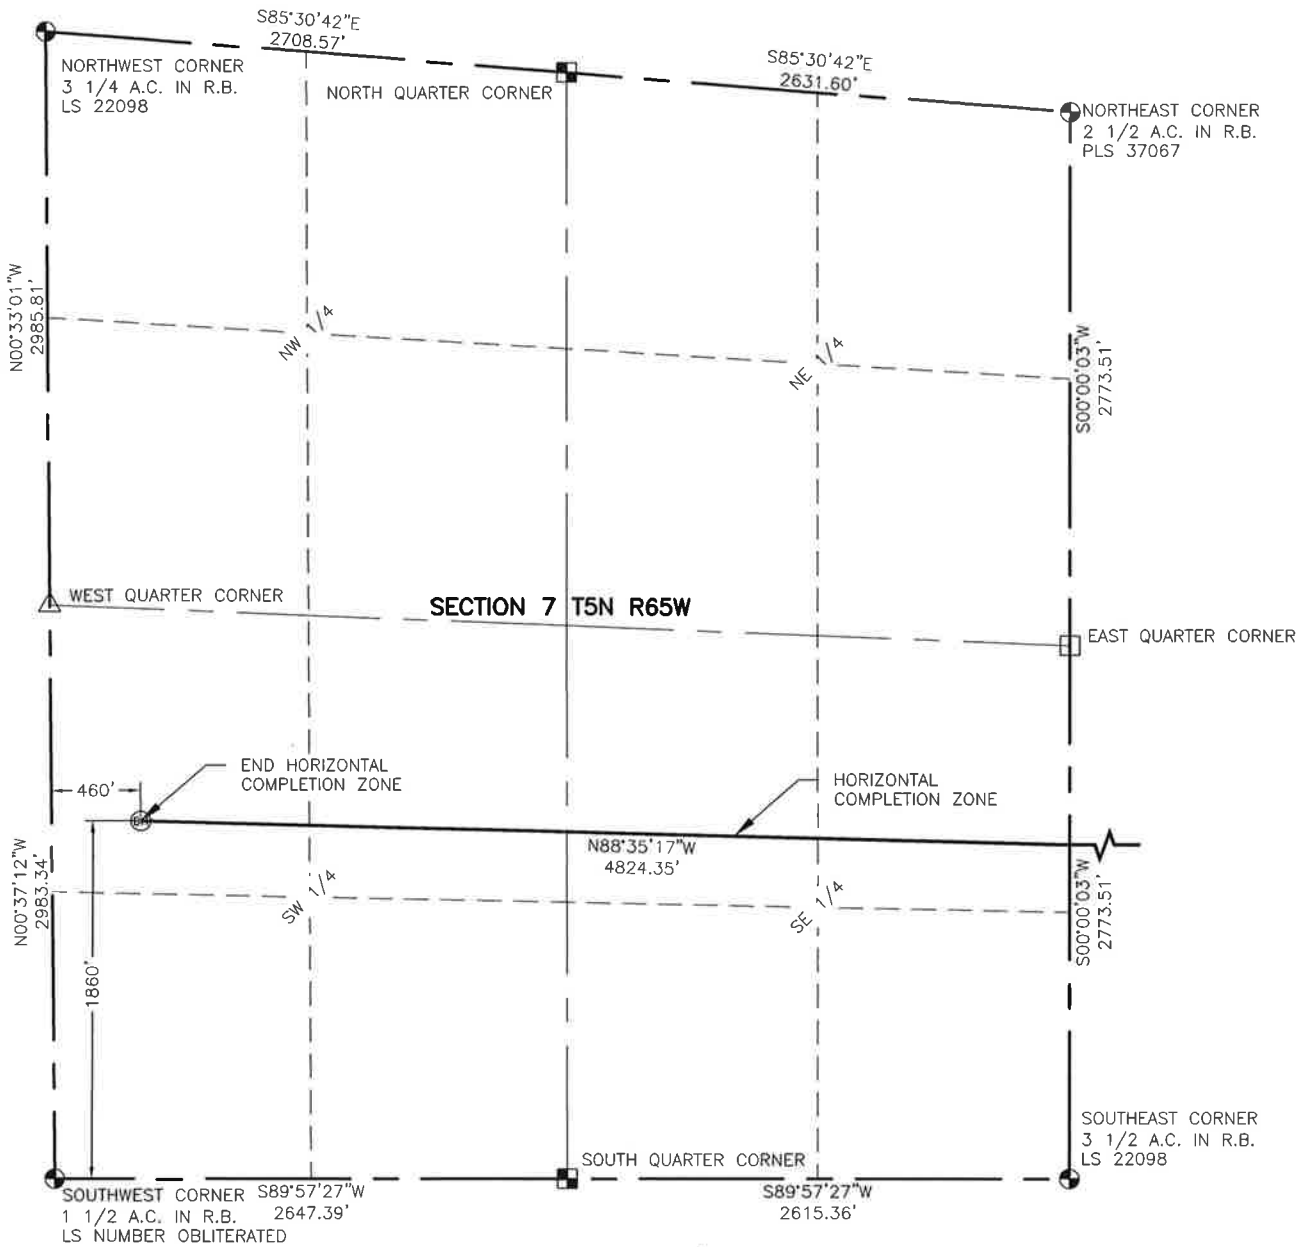 S85°30'42"E
2708.57'
S85°30'42"E
2631.60'
NORTHWEST CORNER
3 1/4 A.C. IN R.B.
LS 22098
NORTH QUARTER CORNER
NORTHEAST CORNER
2 1/2 A.C. IN R.B.
PLS 37067
N00°33'01"W
2985.81'
NW 1/4
NE 1/4
S00°00'03"W
2773.51'
WEST QUARTER CORNER
SECTION 7 T5N R65W
EAST QUARTER CORNER
END HORIZONTAL
COMPLETION ZONE
460'
HORIZONTAL
COMPLETION ZONE
N88°35'17"W
4824.35'
N00°37'12"W
2983.34'
SW 1/4
SE 1/4
S00°00'03"W
2773.51'
1860'
SOUTHEAST CORNER
3 1/2 A.C. IN R.B.
LS 22098
SOUTH QUARTER CORNER
SOUTHWEST CORNER
1 1/2 A.C. IN R.B.
LS NUMBER OBLITERATED
S89°57'27"W
2647.39'
S89°57'27"W
2615.36'